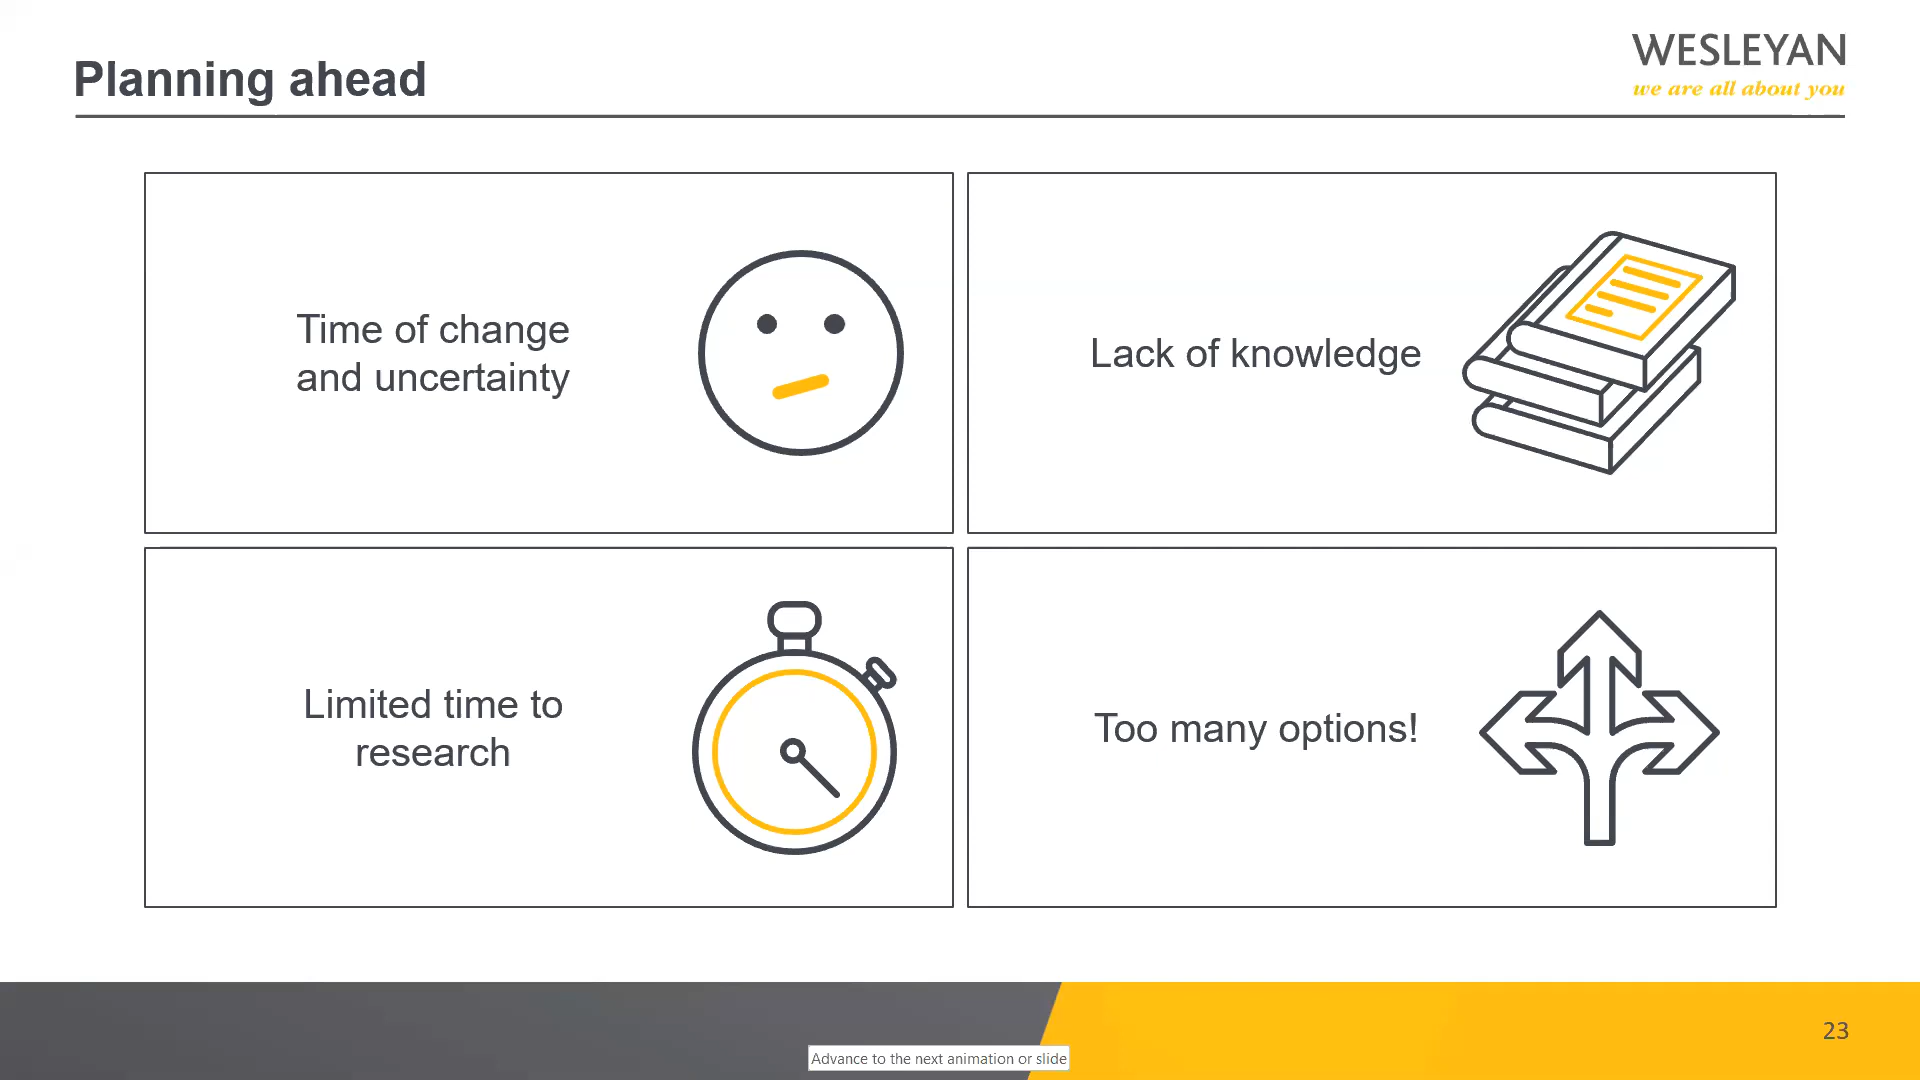 Planning ahead
WESLEYAN
we are all about you
Time of change
and uncertainty
Lack of knowledge
Limited time to
research
Too many options!
23
Advance to the next animation or slide